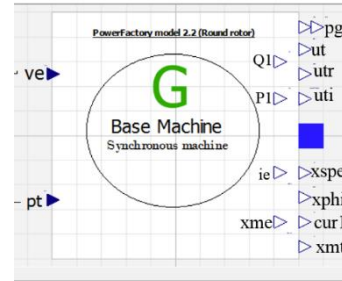 PowerFactory model 2.2 (Round rotor)
pg
ut
Q1
utr
ve
G
P1
uti
Base Machine
Synchronous machine
ie
xspe
pt
xphi
xme
cur1
xmt